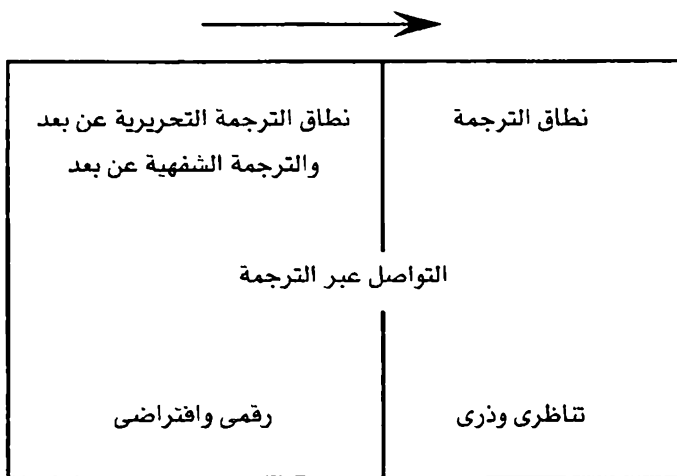 نطاق الترجمة
نطاق الترجمة التحريرية عن بعد
والترجمة الشفهية عن بعد
التواصل عبر الترجمة
تناظرى وذرى
رقمى وافتراضى